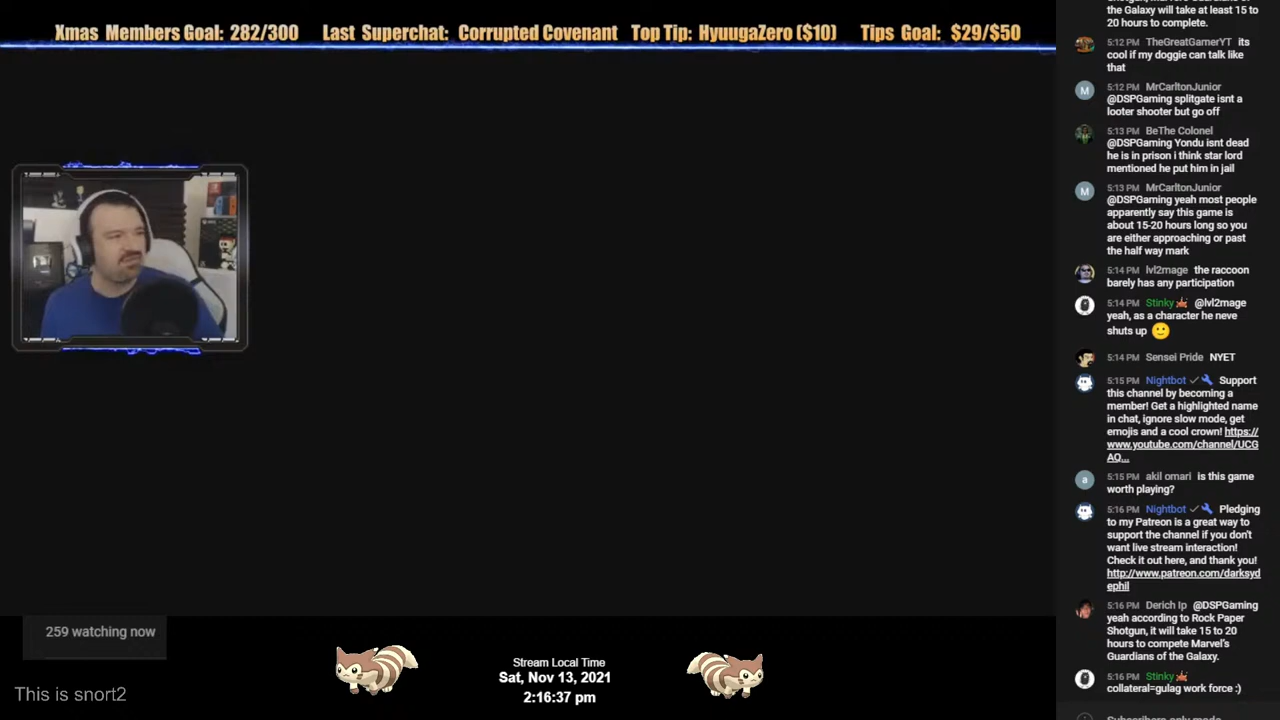 Xmas Members Goal: 282/300 Last Superchat: Corrupted Covenant Top Tip: HyuugaZero ($10) Tips Goal: $29/$50
the Galaxy will take at least 15 to
20 hours to complete.
5:12 PM TheGreatGamerYT its
cool if my doggie can talk like
that
5:12 PM MrCarltonJunior
@DSPGaming splitgate isnt a
looter shooter but go off
5:13 PM BeThe Colonel
@DSPGaming Yondu isnt dead
he is in prison i think star lord
mentioned he put him in jail
5:13 PM MrCarltonJunior
@DSPGaming yeah most people
apparently say this game is
about 15-20 hours long so you
are either approaching or past
the half way mark
5:14 PM lvl2mage the raccoon
barely has any participation
5:14 PM Stinky @lvl2mage
yeah, as a character he neve
shuts up
5:14 PM Sensei Pride NYET
5:15 PM Nightbot Support
this channel by becoming a
member! Get a highlighted name
in chat, ignore slow mode, get
emojis and a cool crown! https://
www.youtube.com/channel/UCG
AQ...
5:15 PM akil omari is this game
worth playing?
5:16 PM Nightbot Pledging
to my Patreon is a great way to
support the channel if you don't
want live stream interaction!
Check it out here, and thank you!
http://www.patreon.com/darksyd
ephil
5:16 PM Derich Ip @DSPGaming
yeah according to Rock Paper
Shotgun, it will take 15 to 20
hours to compete Marvel's
Guardians of the Galaxy.
5:16 PM Stinky
collateral=gulag work force :)
259 watching now
This is snort2
Stream Local Time
Sat, Nov 13, 2021
2:16:37 pm